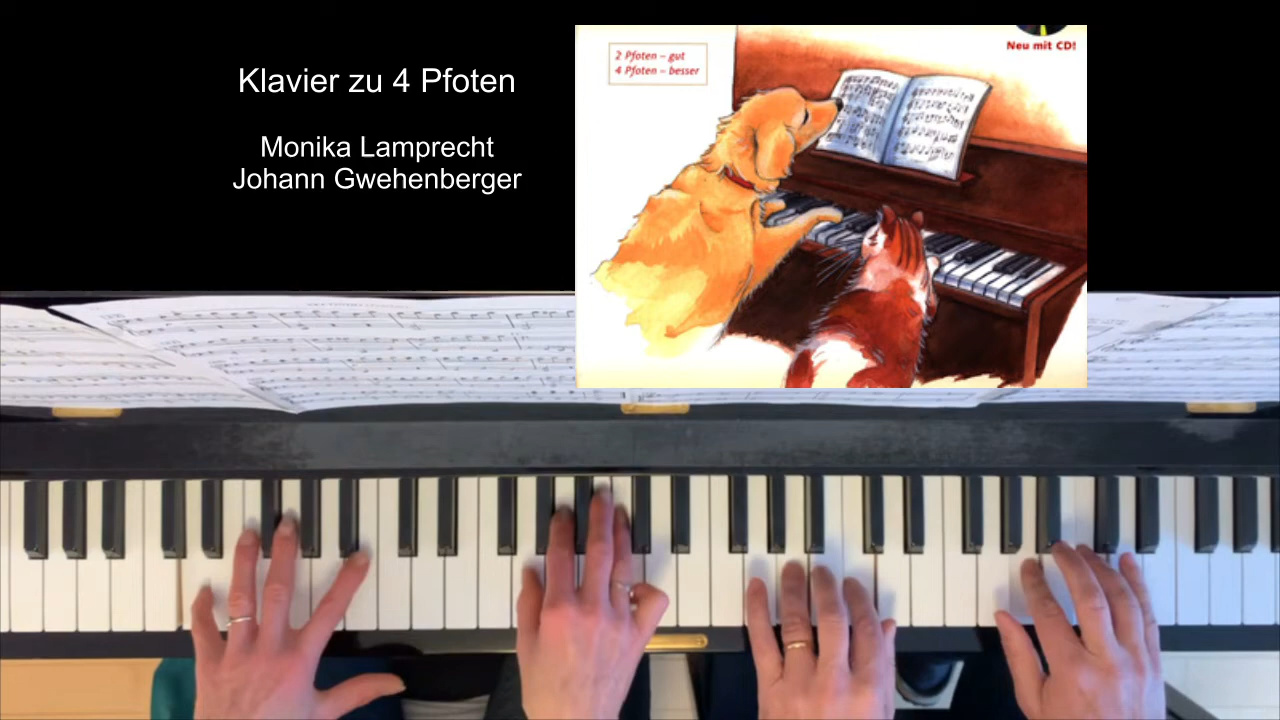 Klavier zu 4 Pfoten
Monika Lamprecht
Johann Gwehenberger
2 Pfoten – gut
4 Pfoten – besser
Neu mit CD!